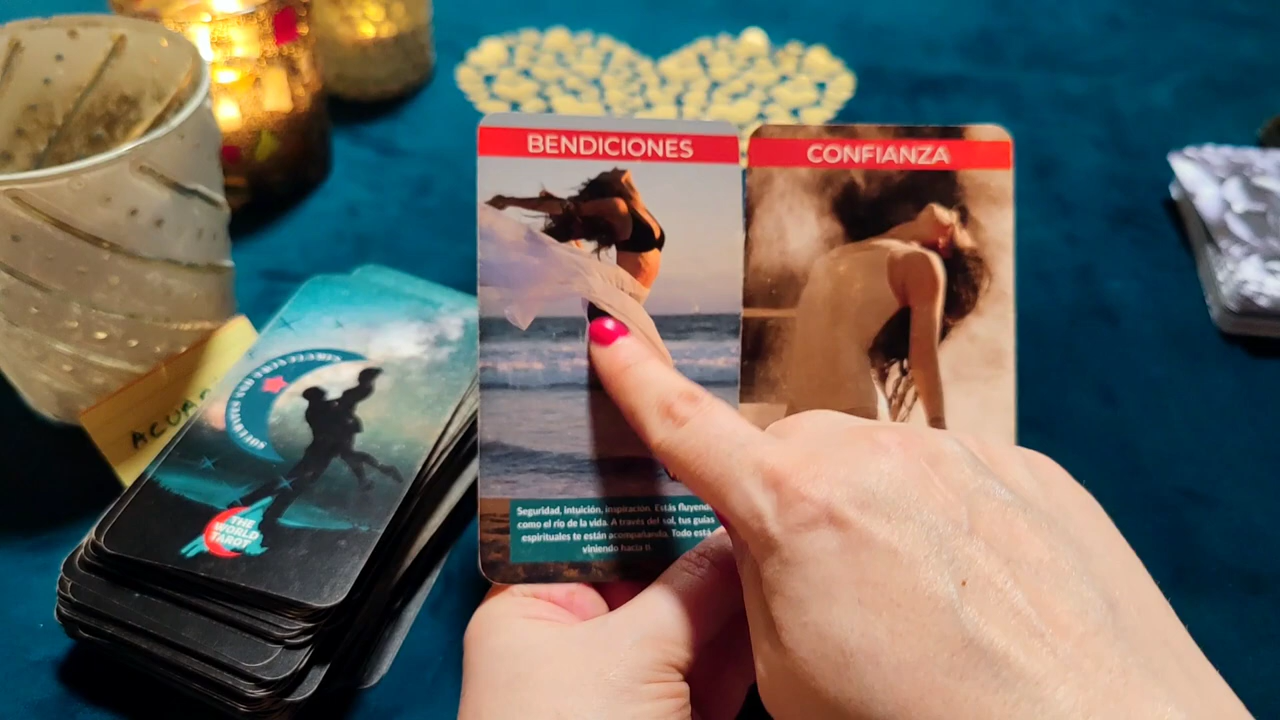 BENDICIONES
CONFIANZA
Seguridad, intuición, inspiración. Estás fluyendo
como el río de la vida. A través del sol, tus guías
espirituales te están acompañando. Todo está
viniendo hacia ti.
THE
WORLD
TAROT